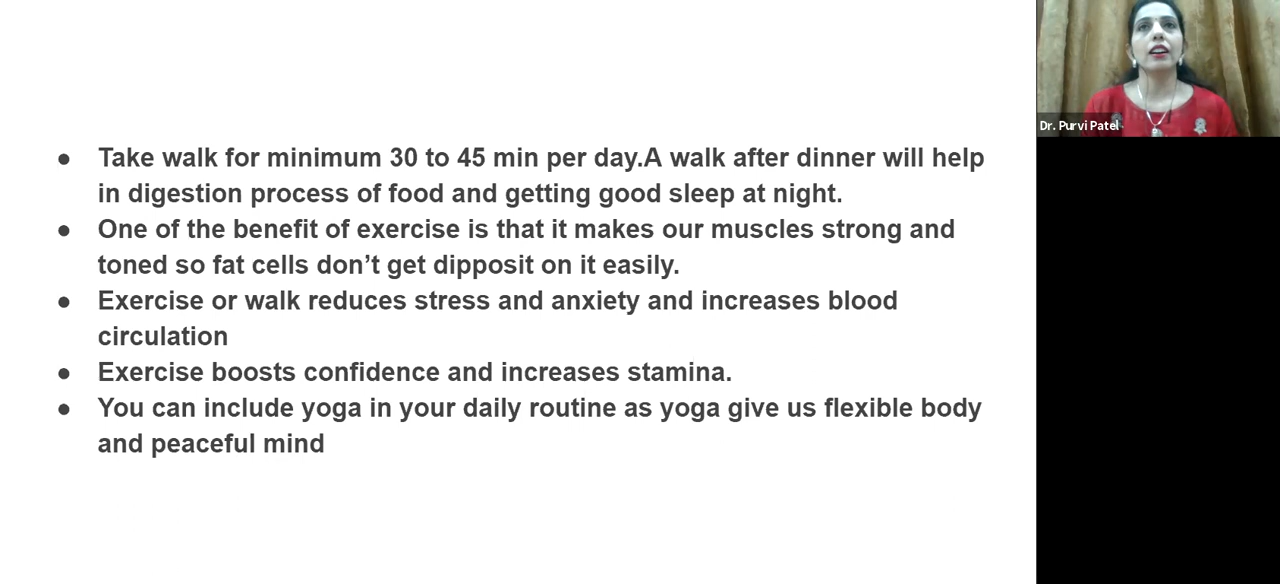 ● Take walk for minimum 30 to 45 min per day.A walk after dinner will help
in digestion process of food and getting good sleep at night.
● One of the benefit of exercise is that it makes our muscles strong and
toned so fat cells don’t get dipposit on it easily.
● Exercise or walk reduces stress and anxiety and increases blood
circulation
● Exercise boosts confidence and increases stamina.
● You can include yoga in your daily routine as yoga give us flexible body
and peaceful mind
Dr. Purvi Patel